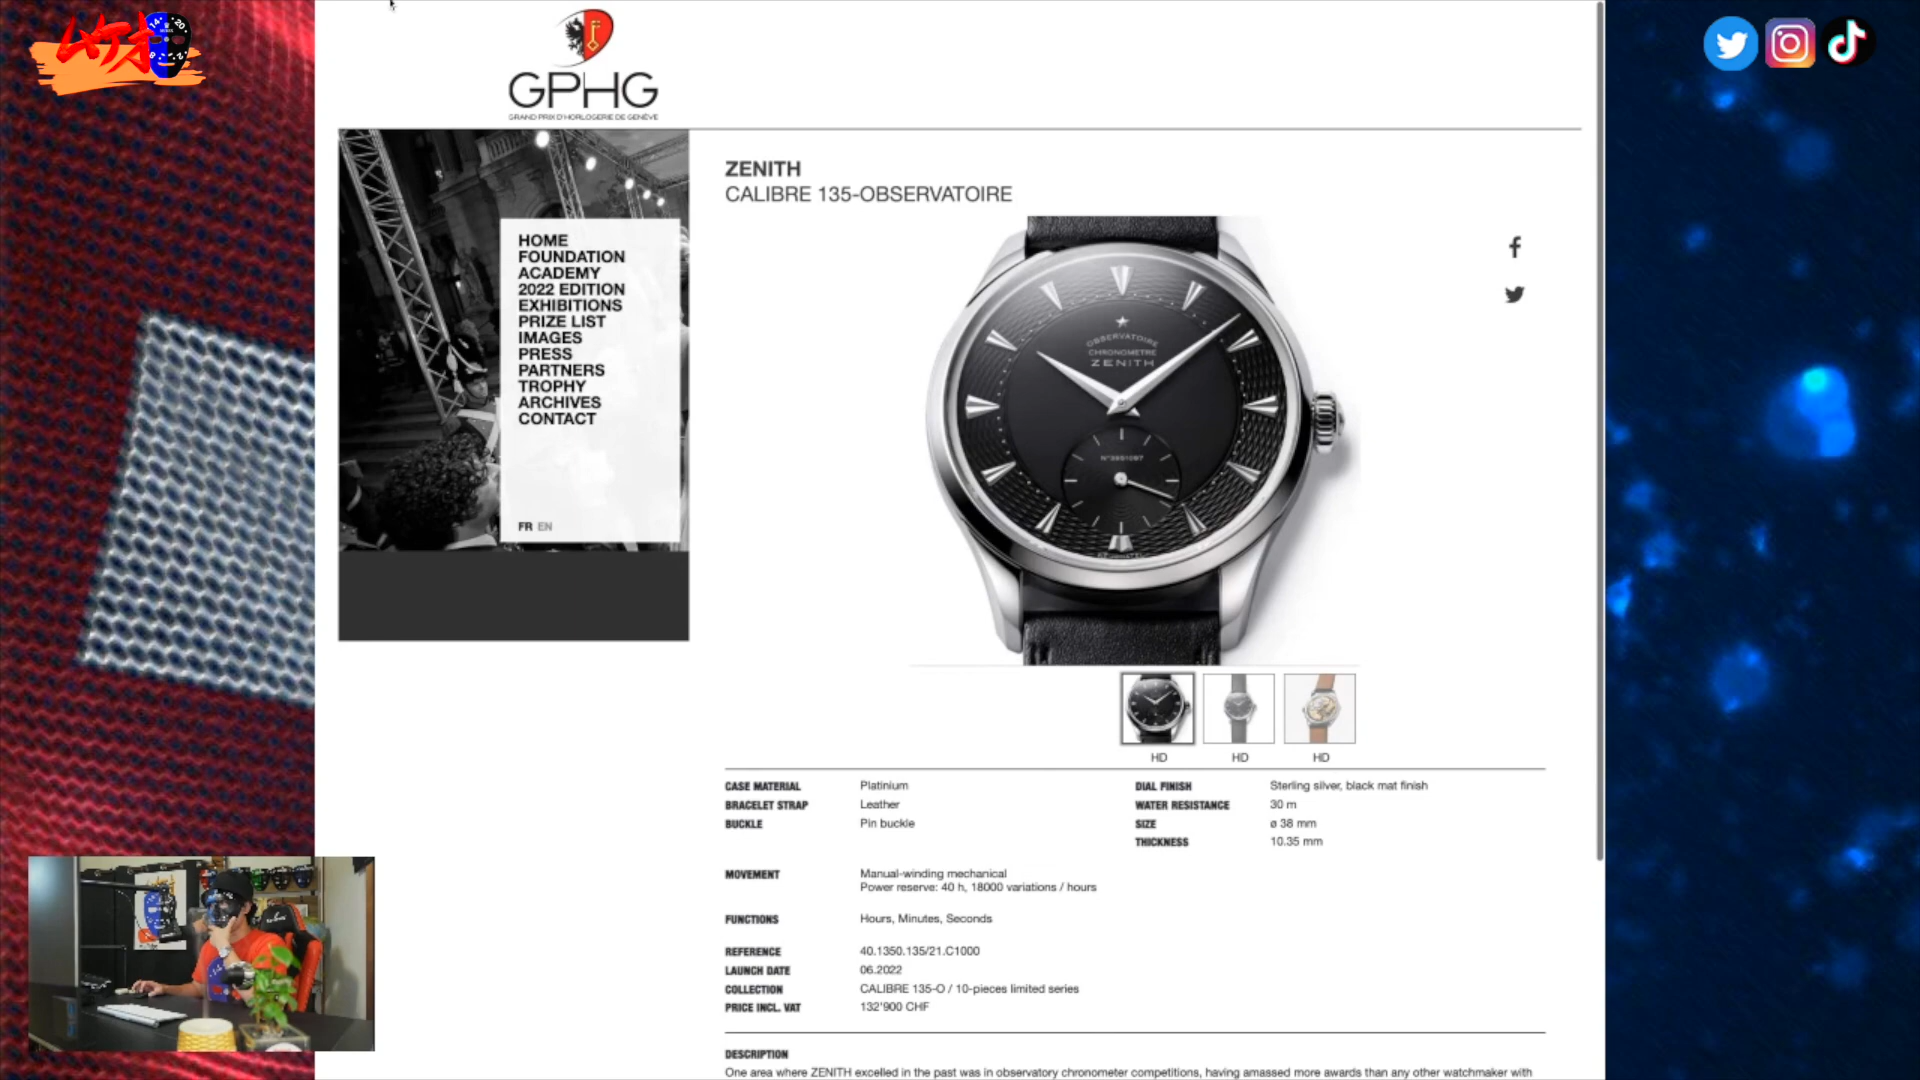 GPHG
GRAND PRIX D'HORLOGERIE DE GENÈVE
HOME
FOUNDATION
ACADEMY
2022 EDITION
EXHIBITIONS
PRIZE LIST
IMAGES
PRESS
PARTNERS
TROPHY
ARCHIVES
CONTACT
FR EN
ZENITH
CALIBRE 135-OBSERVATOIRE
OBSERVATOIRE
CHRONOMETRE
ZENITH
HD HD HD
CASE MATERIAL Platinium
BRACELET STRAP Leather
BUCKLE Pin buckle
DIAL FINISH Sterling silver, black mat finish
WATER RESISTANCE 30 m
SIZE ø 38 mm
THICKNESS 10.35 mm
MOVEMENT Manual-winding mechanical
Power reserve: 40 h, 18000 variations / hours
FUNCTIONS Hours, Minutes, Seconds
REFERENCE 40.1350.135/21.C1000
LAUNCH DATE 06.2022
COLLECTION CALIBRE 135-O / 10-pieces limited series
PRICE INCL. VAT 132'900 CHF
DESCRIPTION
One area where ZENITH excelled in the past was in observatory chronometer competitions, having amassed more awards than any other watchmaker with